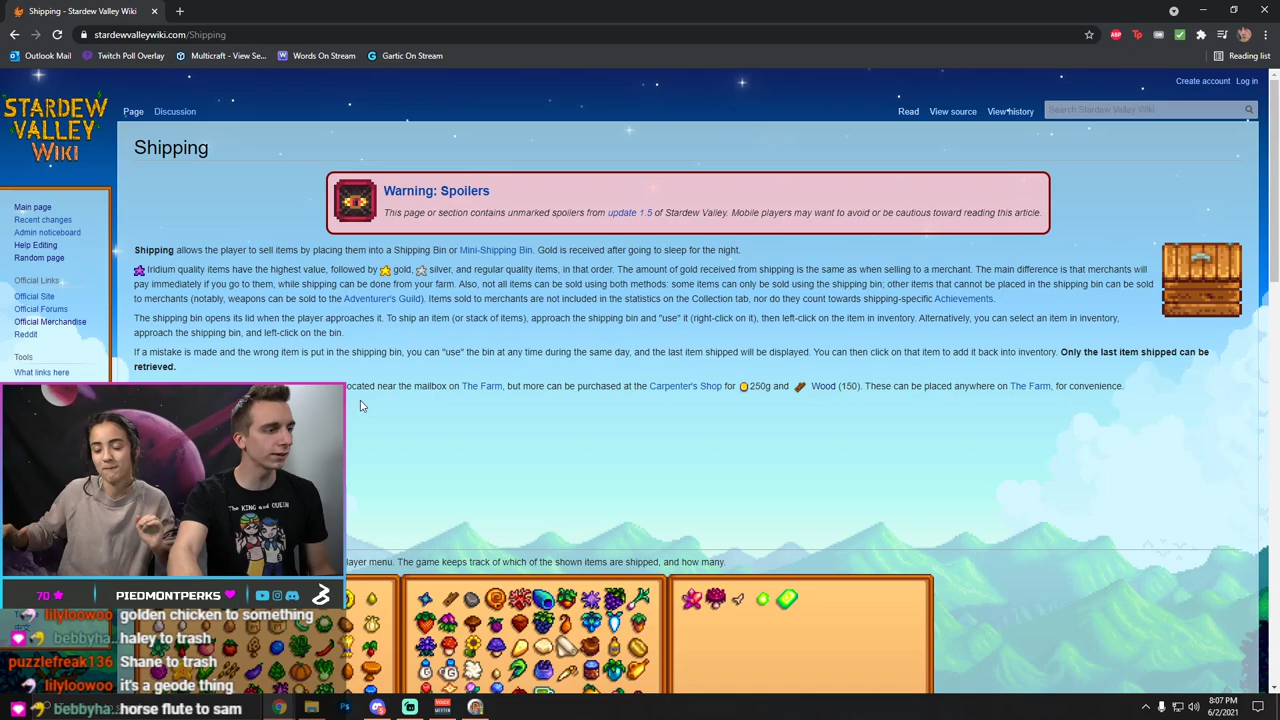 Shipping - Stardew Valley Wiki
stardewvalleywiki.com/Shipping
Outlook Mail
Twitch Poll Overlay
Multicraft - View Se...
Words On Stream
Gartic On Stream
Reading list
Create account Log in
STARDEW
VALLEY
WIKI
Page Discussion
Read View source View history
Search Stardew Valley Wiki
Shipping
Warning: Spoilers
This page or section contains unmarked spoilers from update 1.5 of Stardew Valley. Mobile players may want to avoid or be cautious toward reading this article.
Main page
Recent changes
Admin noticeboard
Help Editing
Random page
Official Links
Official Site
Official Forums
Official Merchandise
Reddit
Tools
What links here
Shipping allows the player to sell items by placing them into a Shipping Bin or Mini-Shipping Bin. Gold is received after going to sleep for the night.
Iridium quality items have the highest value, followed by gold, silver, and regular quality items, in that order. The amount of gold received from shipping is the same as when selling to a merchant. The main difference is that merchants will
pay immediately if you go to them, while shipping can be done from your farm. Also, not all items can be sold using both methods: some items can only be sold using the shipping bin; other items that cannot be placed in the shipping bin can be sold
to merchants (notably, weapons can be sold to the Adventurer's Guild). Items sold to merchants are not included in the statistics on the Collection tab, nor do they count towards shipping-specific Achievements.
The shipping bin opens its lid when the player approaches it. To ship an item (or stack of items), approach the shipping bin and "use" it (right-click on it), then left-click on the item in inventory. Alternatively, you can select an item in inventory,
approach the shipping bin, and left-click on the bin.
If a mistake is made and the wrong item is put in the shipping bin, you can "use" the bin at any time during the same day, and the last item shipped will be displayed. You can then click on that item to add it back into inventory. Only the last item shipped can be
retrieved.
ocated near the mailbox on The Farm, but more can be purchased at the Carpenter's Shop for 250g and Wood (150). These can be placed anywhere on The Farm, for convenience.
THE KING AND QUEEN
layer menu. The game keeps track of which of the shown items are shipped, and how many.
70
PIEDMONTPERKS
lilyloowoo golden chicken to something
bebbyha.. haley to trash
puzzlefreak136 Shane to trash
lilyloowoo it's a geode thing
bebbyha.. horse flute to sam
8:07 PM
6/2/2021